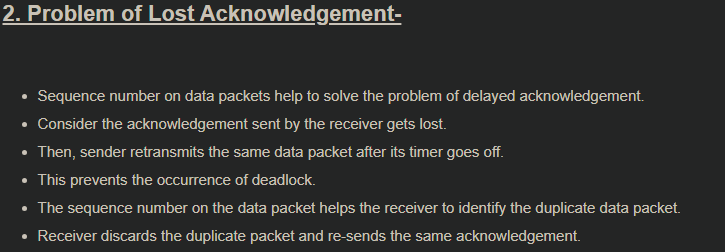 2. Problem of Lost Acknowledgement-
• Sequence number on data packets help to solve the problem of delayed acknowledgement.
• Consider the acknowledgement sent by the receiver gets lost.
• Then, sender retransmits the same data packet after its timer goes off.
• This prevents the occurrence of deadlock.
• The sequence number on the data packet helps the receiver to identify the duplicate data packet.
• Receiver discards the duplicate packet and re-sends the same acknowledgement.